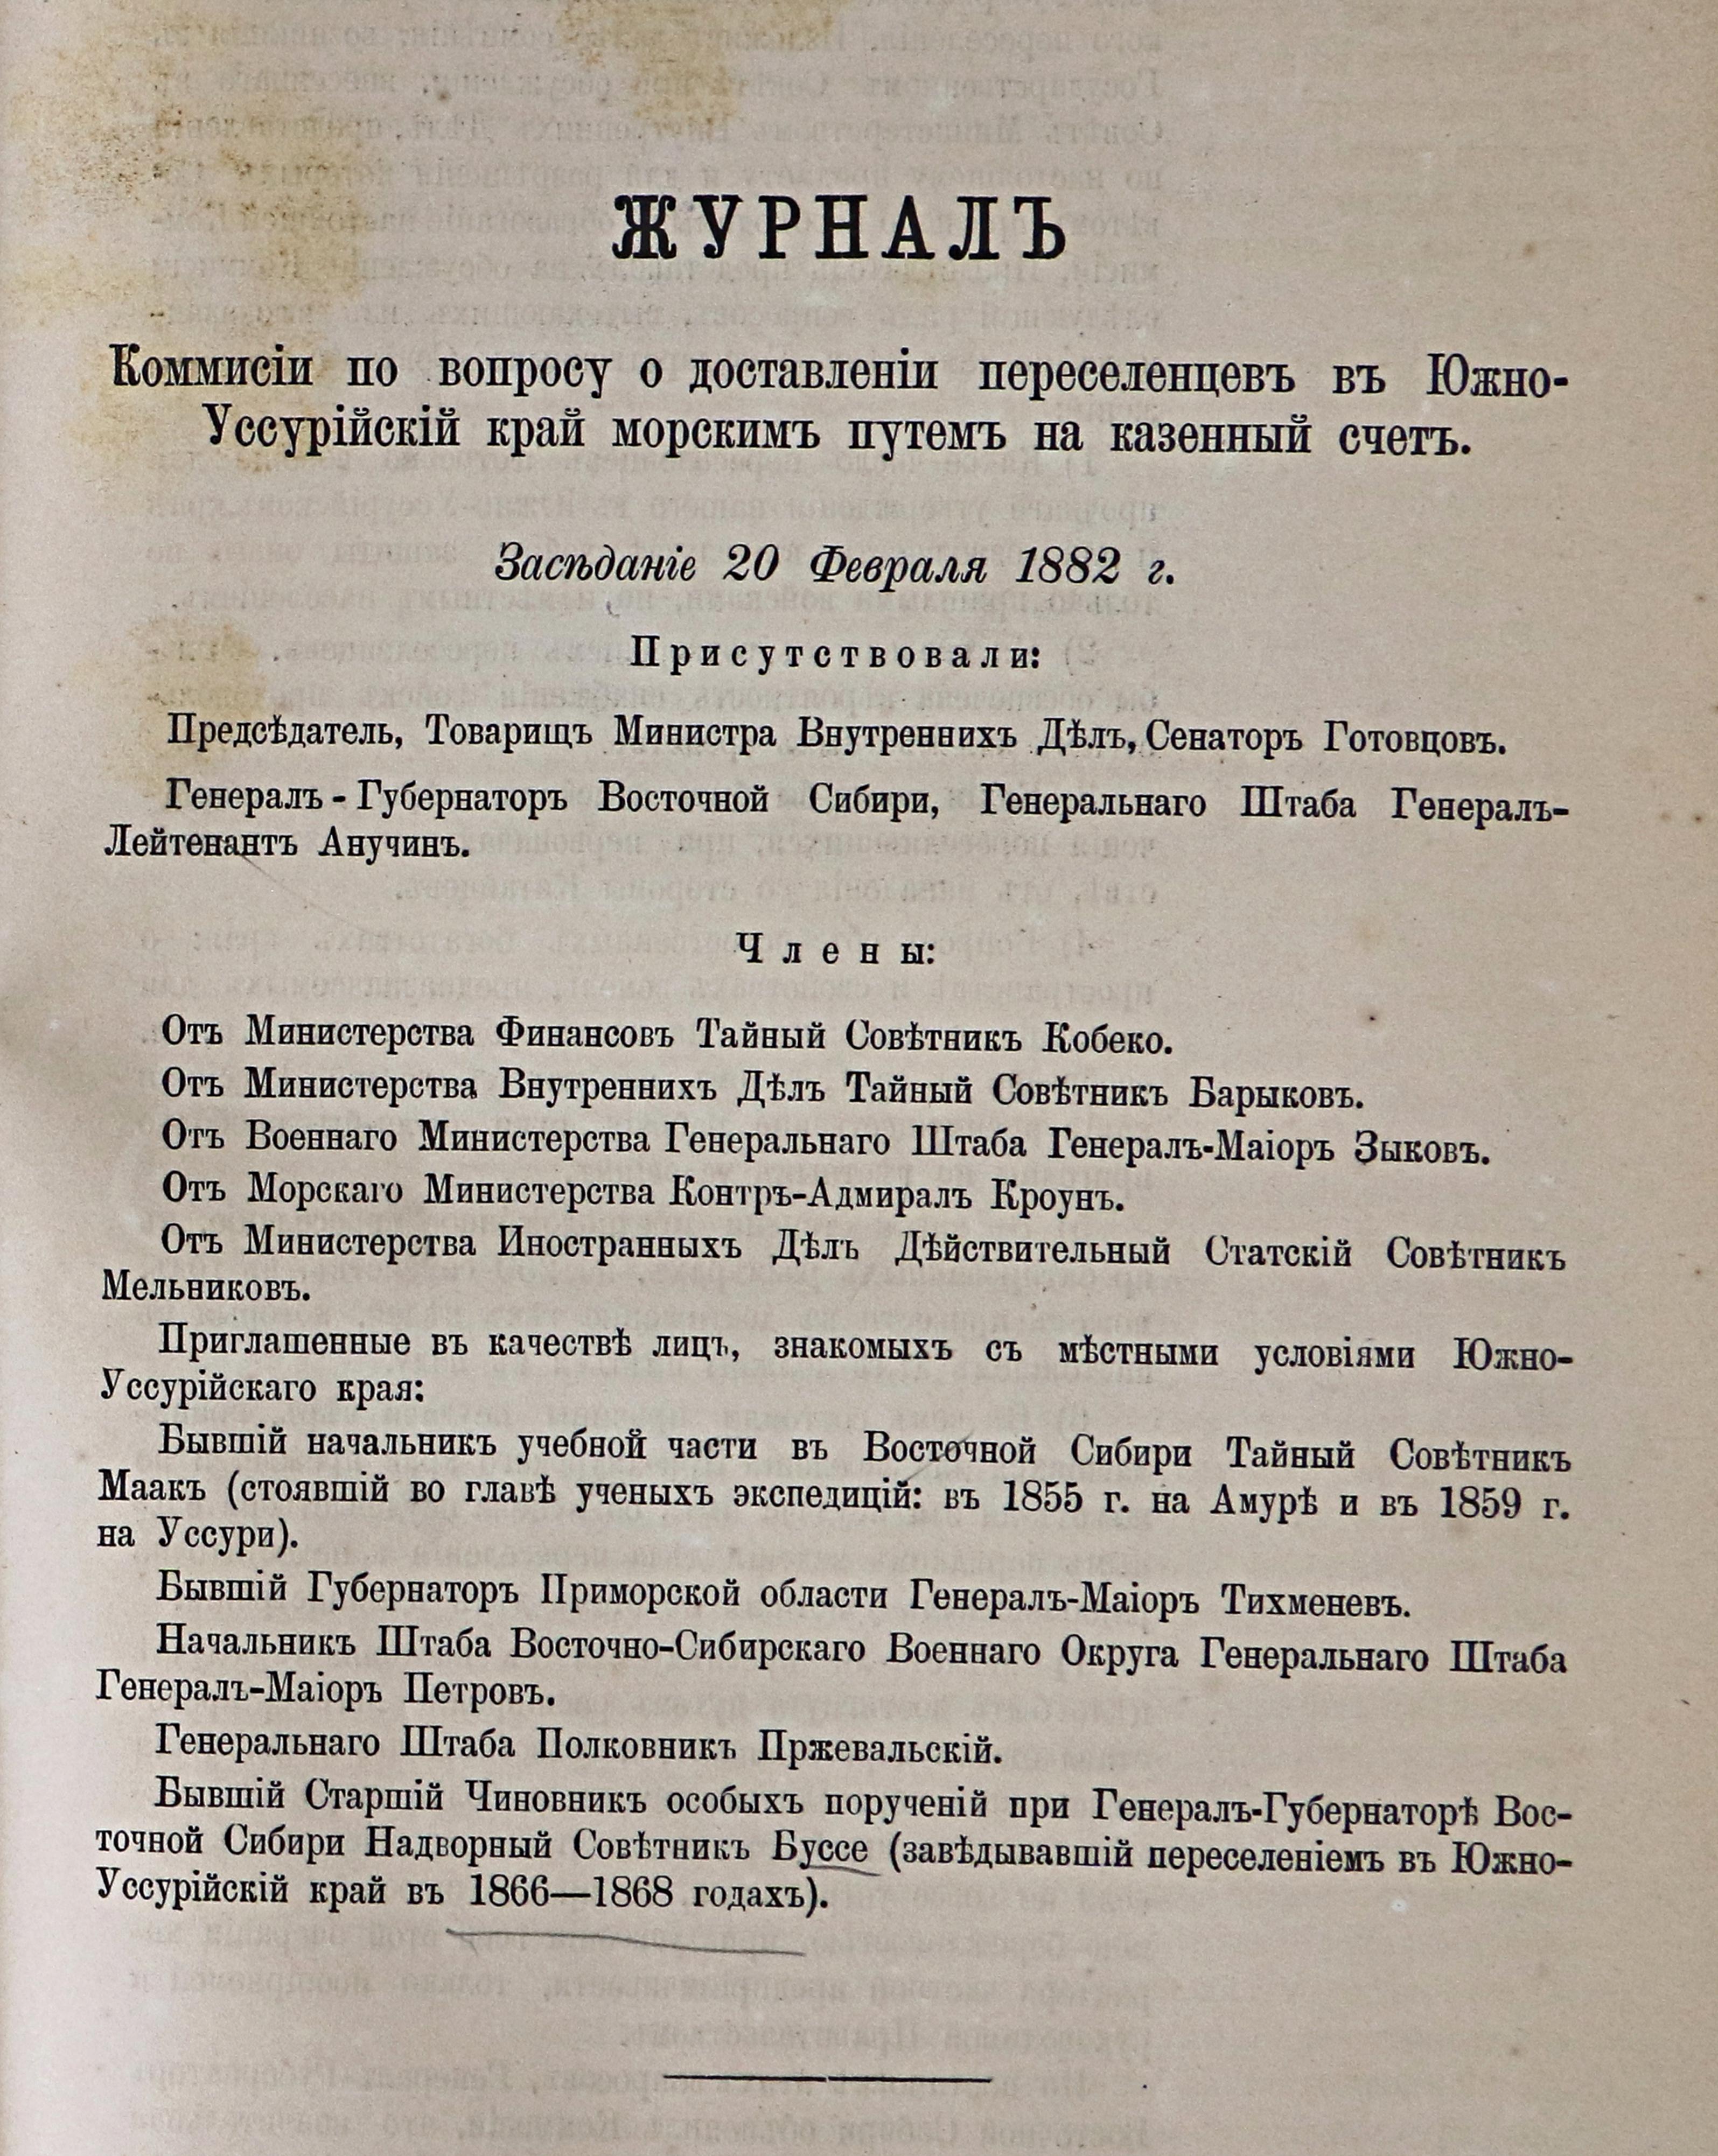 ЖУРНАЛЪ
Коммисіи по вопросу о доставленіи переселенцевъ въ Южно-
Уссурійскій край морскимъ путемъ на казенный счетъ.
Засѣданіе 20 Февраля 1882 г.
Присутствовали:
Предсѣдатель, Товарищъ Министра Внутреннихъ Дѣлъ, Сенаторъ Готовцовъ.
Генералъ-Губернаторъ Восточной Сибири, Генеральнаго Штаба Генералъ-
Лейтенантъ Анучинъ.
Члены:
Отъ Министерства Финансовъ Тайный Совѣтникъ Кобеко.
Отъ Министерства Внутреннихъ Дѣлъ Тайный Совѣтникъ Барыковъ.
Отъ Военнаго Министерства Генеральнаго Штаба Генералъ-Маіоръ Зыковъ.
Отъ Морскаго Министерства Контръ-Адмиралъ Кроунъ.
Отъ Министерства Иностранныхъ Дѣлъ Дѣйствительный Статскій Совѣтникъ
Мельниковъ.
Приглашенные въ качествѣ лицъ, знакомыхъ съ мѣстными условіями Южно-
Уссурійскаго края:
Бывшій начальникъ учебной части въ Восточной Сибири Тайный Совѣтникъ
Маакъ (стоявшій во главѣ ученыхъ экспедицій: въ 1855 г. на Амурѣ и въ 1859 г.
на Уссури).
Бывшій Губернаторъ Приморской области Генералъ-Маіоръ Тихменевъ.
Начальникъ Штаба Восточно-Сибирскаго Военнаго Округа Генеральнаго Штаба
Генералъ-Маіоръ Петровъ.
Генеральнаго Штаба Полковникъ Пржевальскій.
Бывшій Старшій Чиновникъ особыхъ порученій при Генералъ-Губернаторѣ Вос-
точной Сибири Надворный Совѣтникъ Буссе (завѣдывавшій переселеніемъ въ Южно-
Уссурійскій край въ 1866—1868 годахъ).